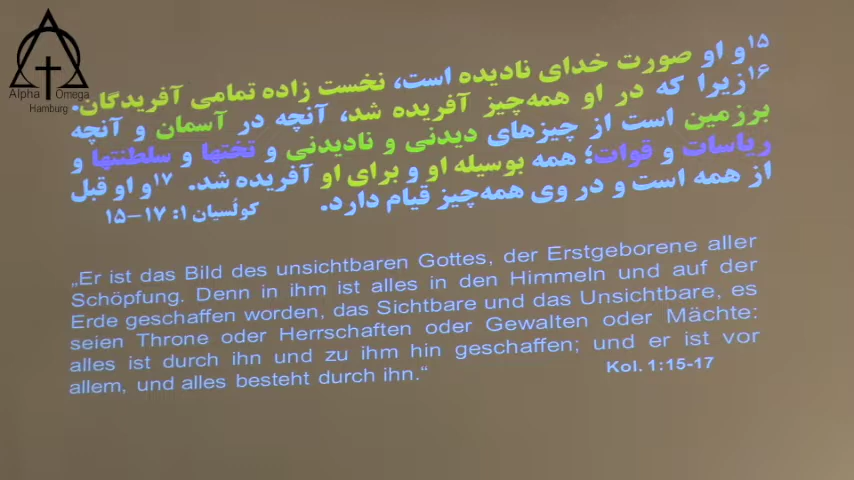 Alpha Omega
Hamburg
۱۵و او صورت خدای نادیده است، نخست زاده تمامی آفریدگان.
۱۶زیرا که در او همه‌چیز آفریده شد، آنچه در آسمان و آنچه
برزمین است از چیزهای دیدنی و نادیدنی و تختها و سلطنتها و
ریاسات و قوات؛ همه بوسیله او و برای او آفریده شد. ۱۷و او قبل
از همه است و در وی همه‌چیز قیام دارد.
کولُسیان ۱: ۱۷–۱۵
„Er ist das Bild des unsichtbaren Gottes, der Erstgeborene aller
Schöpfung. Denn in ihm ist alles in den Himmeln und auf der
Erde geschaffen worden, das Sichtbare und das Unsichtbare, es
seien Throne oder Herrschaften oder Gewalten oder Mächte:
alles ist durch ihn und zu ihm hin geschaffen; und er ist vor
allem, und alles besteht durch ihn.“
Kol. 1:15-17